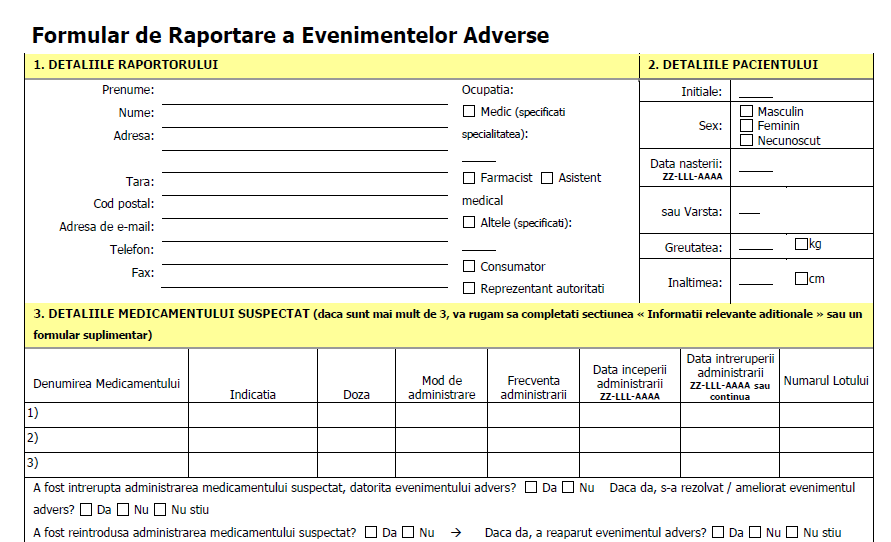 Formular de Raportare a Evenimentelor Adverse
1. DETALIILE RAPORTORULUI
Prenume:
Nume:
Adresa:
Tara:
Cod postal:
Adresa de e-mail:
Telefon:
Fax:
Ocupatia:
Medic (specificati
specialitatea):
Farmacist Asistent
medical
Altele (specificati):
Consumator
Reprezentant autoritati
2. DETALIILE PACIENTULUI
Initiale:
Sex:
Masculin
Feminin
Necunoscut
Data nasterii:
ZZ-LLL-AAAA
sau Varsta:
Greutatea: kg
Inaltimea: cm
3. DETALIILE MEDICAMENTULUI SUSPECTAT (daca sunt mai mult de 3, va rugam sa completati sectiunea « Informatii relevante aditionale » sau un
formular suplimentar)
Denumirea Medicamentului
Indicatia
Doza
Mod de
administrare
Frecventa
administrarii
Data inceperii
administrarii
ZZ-LLL-AAAA
Data intreruperii
administrarii
ZZ-LLL-AAAA sau
continua
Numarul Lotului
1)
2)
3)
A fost intrerupta administrarea medicamentului suspectat, datorita evenimentului advers? Da Nu Daca da, s-a rezolvat / ameliorat evenimentul
advers? Da Nu Nu stiu
A fost reintrodusa administrarea medicamentului suspectat? Da Nu → Daca da, a reaparut evenimentul advers? Da Nu Nu stiu